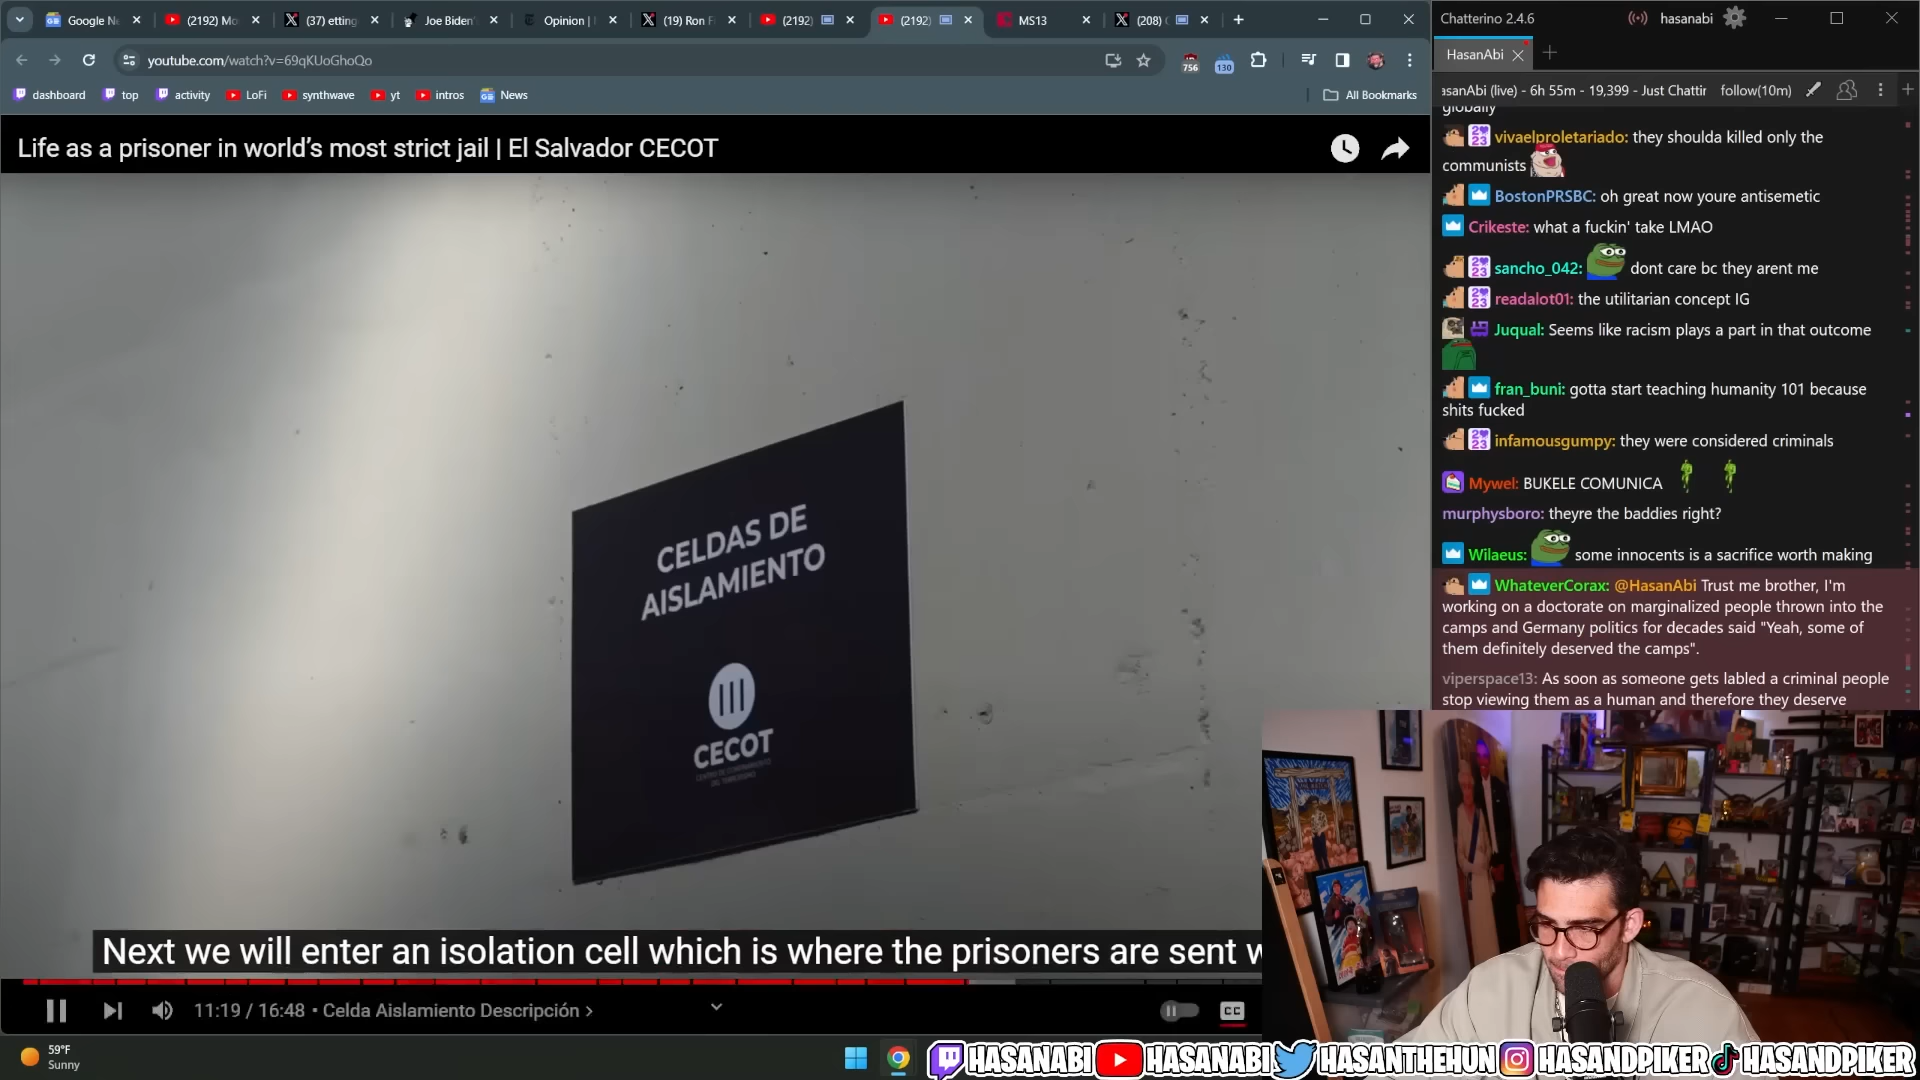 Google Ne
(2192) Mo
(37) etting
Joe Biden'
Opinion |
(19) Ron F
(2192)
(2192)
MS13
(208)
youtube.com/watch?v=69qKUoGhoQo
756
130
dashboard
top
activity
LoFi
synthwave
yt
intros
News
All Bookmarks
Life as a prisoner in world's most strict jail | El Salvador CECOT
CELDAS DE
AISLAMIENTO
CECOT
Next we will enter an isolation cell which is where the prisoners are sent w
11:19 / 16:48 • Celda Aislamiento Descripción ›
CC
59°F
Sunny
Chatterino 2.4.6
hasanabi
HasanAbi
asanAbi (live) - 6h 55m - 19,399 - Just Chattir
follow(10m)
globally
vivaelproletariado: they shoulda killed only the
communists
BostonPRSBC: oh great now youre antisemetic
Crikeste: what a fuckin' take LMAO
sancho_042: dont care bc they arent me
readalot01: the utilitarian concept IG
Juqual: Seems like racism plays a part in that outcome
fran_buni: gotta start teaching humanity 101 because
shits fucked
infamousgumpy: they were considered criminals
Mywel: BUKELE COMUNICA
murphysboro: theyre the baddies right?
Wilaeus: some innocents is a sacrifice worth making
WhateverCorax: @HasanAbi Trust me brother, I'm
working on a doctorate on marginalized people thrown into the
camps and Germany politics for decades said "Yeah, some of
them definitely deserved the camps".
viperspace13: As soon as someone gets labled a criminal people
stop viewing them as a human and therefore they deserve
HASANABI
HASANABI
HASANTHEHUN
HASANDPIKER
HASANDPIKER